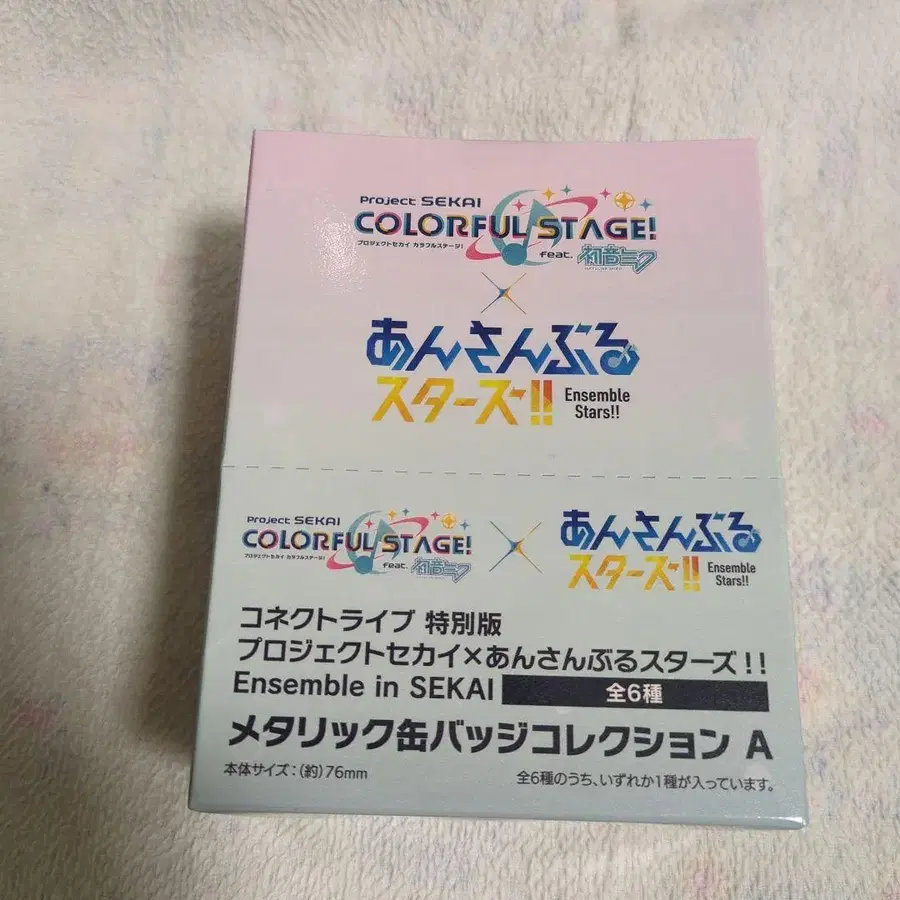 Project SEKAI
COLORFUL STAGE!
プロジェクトセカイ カラフルステージ!
feat. 初音ミク
HATSUNE MIKU
×
あんさんぶる
スターズ!!
Ensemble
Stars!!
Project SEKAI
COLORFUL STAGE!
プロジェクトセカイ カラフルステージ!
feat. 初音ミク
×
あんさんぶる
スターズ!!
Ensemble
Stars!!
コネクトライブ 特別版
プロジェクトセカイ×あんさんぶるスターズ!!
Ensemble in SEKAI 全6種
メタリック缶バッジコレクション A
本体サイズ:(約)76mm
全6種のうち、いずれか1種が入っています。